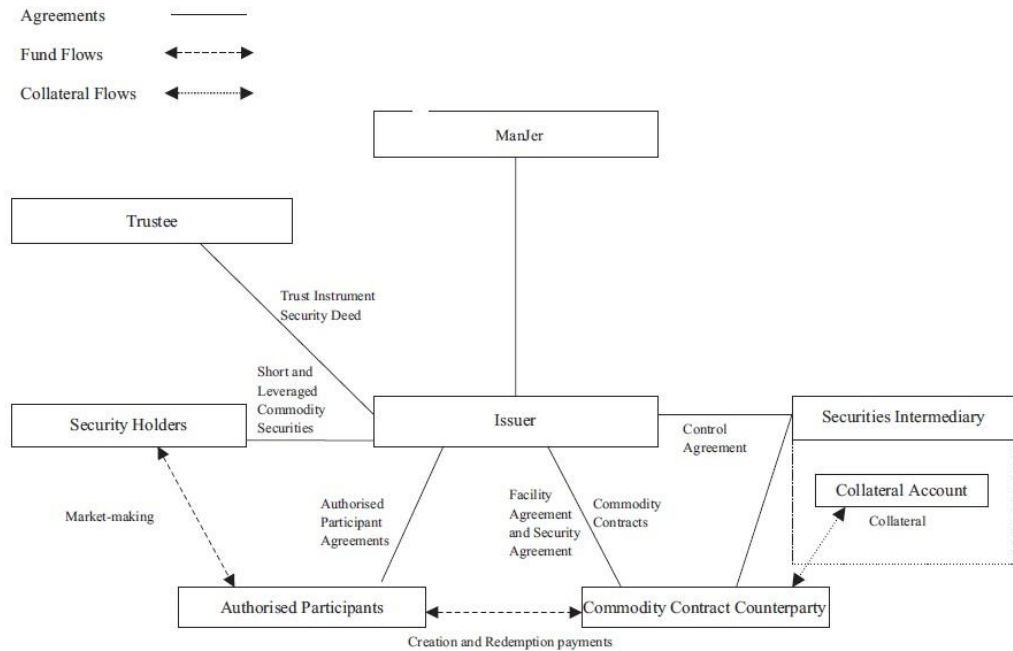 Agreements
Fund Flows
Collateral Flows
ManJer
Trustee
Trust Instrument
Security Deed
Short and
Leveraged
Commodity
Securities
Security Holders
Issuer
Securities Intermediary
Control
Agreement
Collateral Account
Collateral
Market-making
Authorised
Participant
Agreements
Facility
Agreement
and Security
Agreement
Commodity
Contracts
Authorised Participants
Commodity Contract Counterparty
Creation and Redemption payments